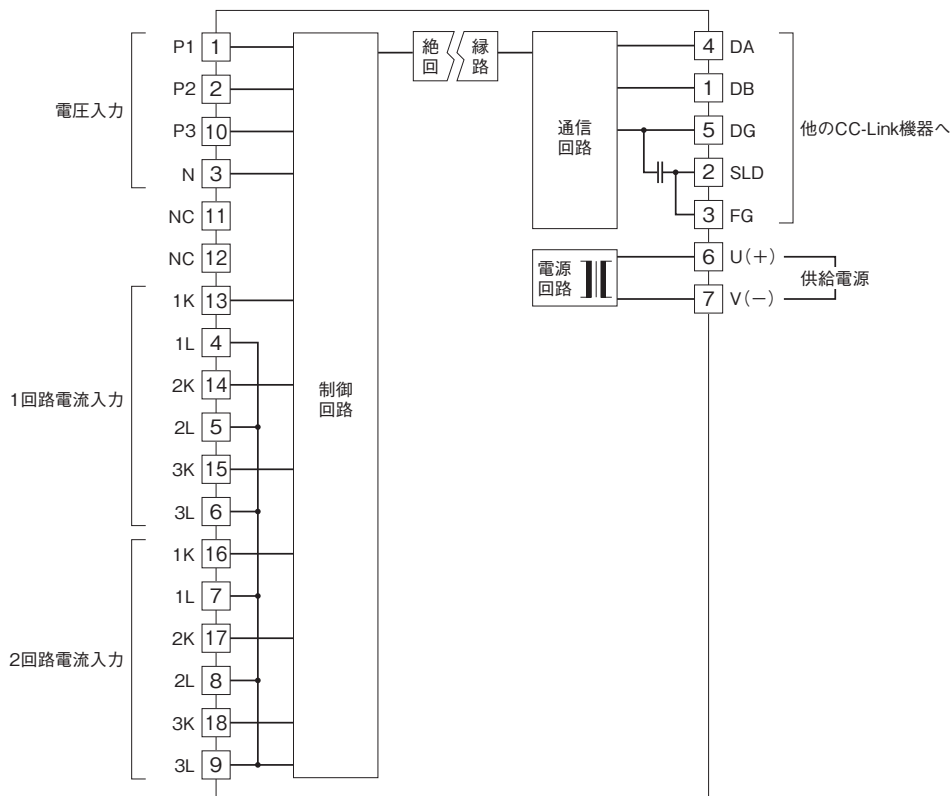 電圧入力
P1 1
P2 2
P3 10
N 3
NC 11
NC 12
1回路電流入力
1K 13
1L 4
2K 14
2L 5
3K 15
3L 6
2回路電流入力
1K 16
1L 7
2K 17
2L 8
3K 18
3L 9
制御
回路
絶縁
回路
通信
回路
電源
回路
4 DA
1 DB
5 DG
2 SLD
3 FG
6 U(+)
7 V(−)
他のCC-Link機器へ
供給電源